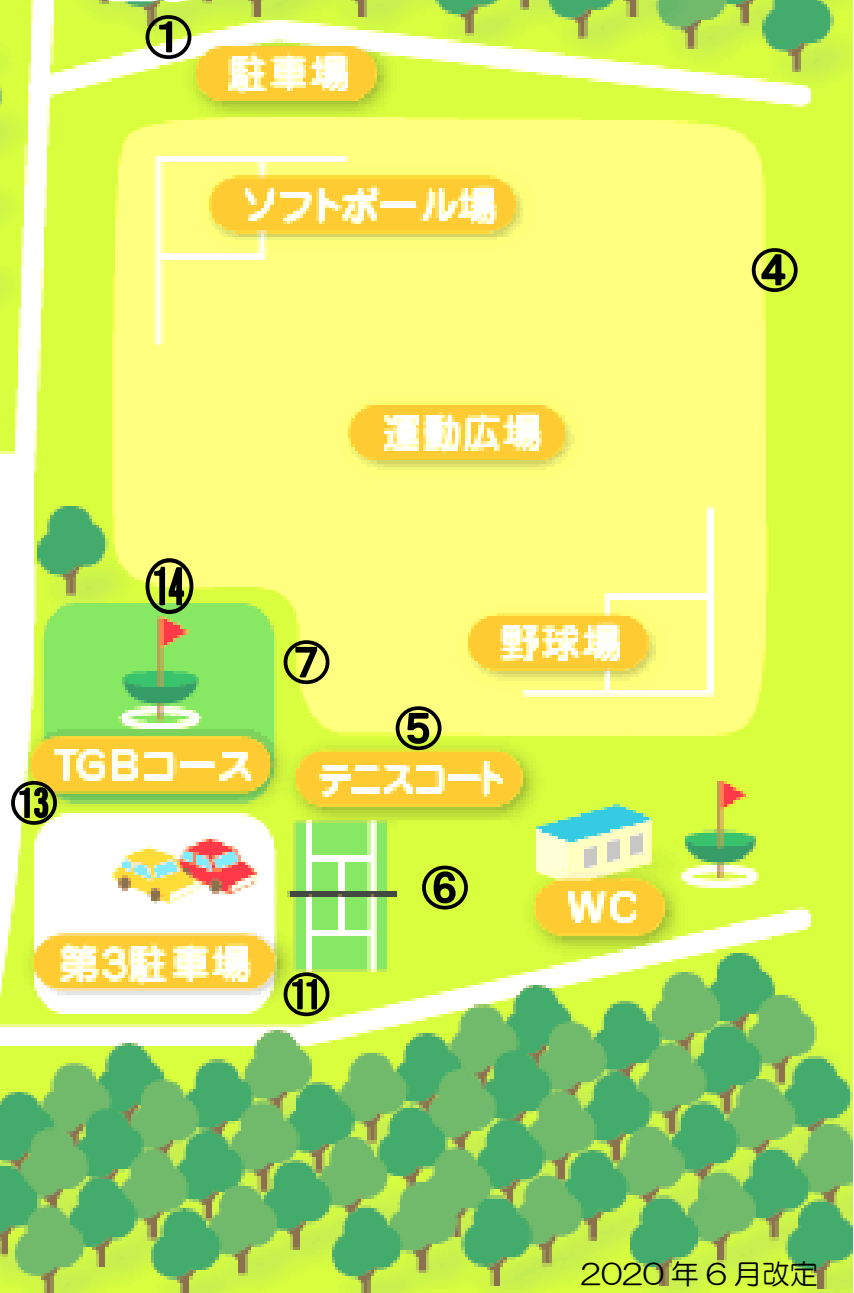 ①
駐車場
ソフトボール場
④
運動広場
⑭
野球場
⑦
⑤
TGBコース
テニスコート
⑬
⑥
WC
第3駐車場
⑪
2020年6月改定